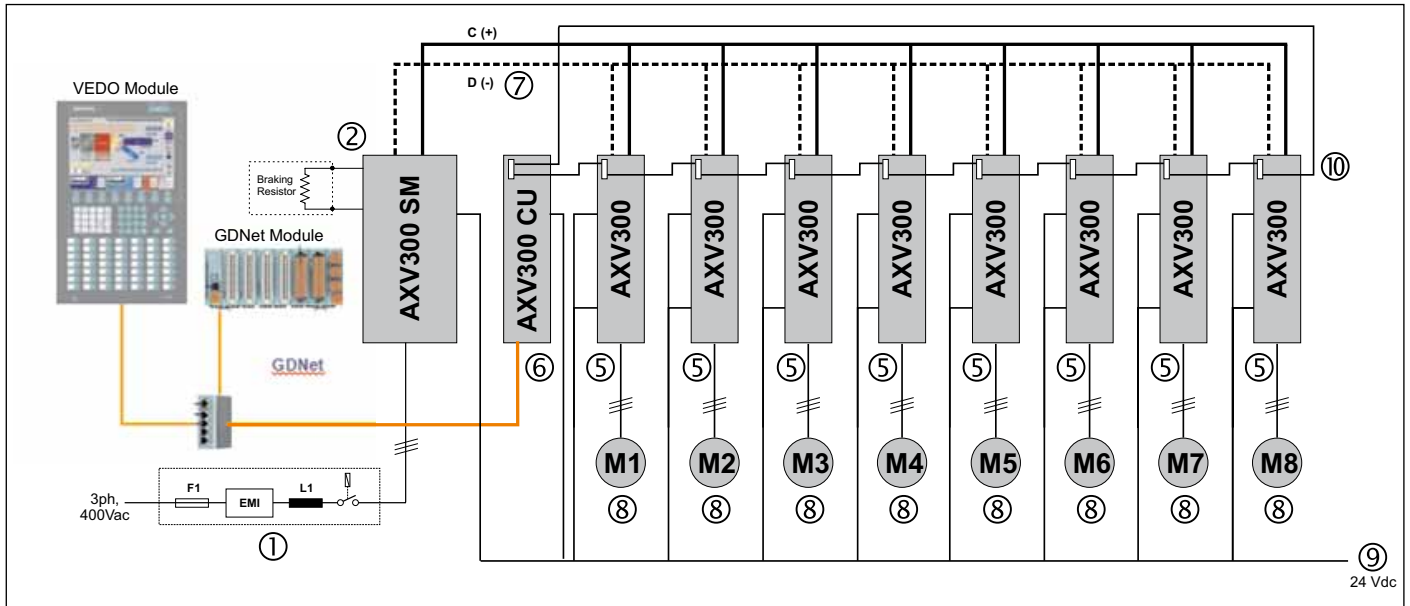 C (+)
D (-)
⑦
VEDO Module
②
Braking
Resistor
GDNet Module
AXV300 SM
AXV300 CU
AXV300
AXV300
AXV300
AXV300
AXV300
AXV300
AXV300
AXV300
⑩
GDNet
⑥
⑤
⑤
⑤
⑤
⑤
⑤
⑤
⑤
M1
M2
M3
M4
M5
M6
M7
M8
⑧
⑧
⑧
⑧
⑧
⑧
⑧
⑧
3ph,
400Vac
F1
EMI
L1
①
⑨
24 Vdc